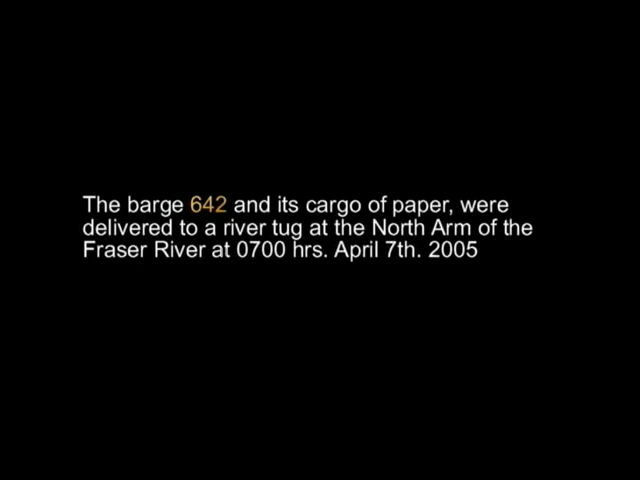 The barge 642 and its cargo of paper, were
delivered to a river tug at the North Arm of the
Fraser River at 0700 hrs. April 7th. 2005